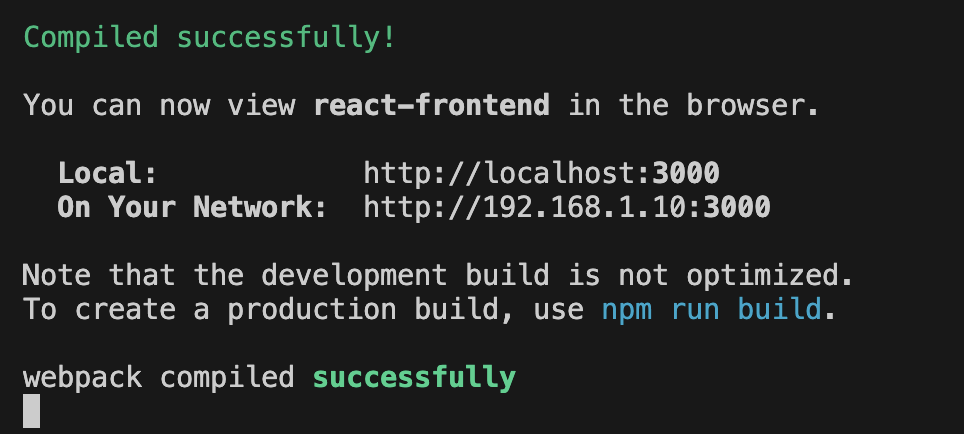 Compiled successfully!
You can now view react-frontend in the browser.
Local: http://localhost:3000
On Your Network: http://192.168.1.10:3000
Note that the development build is not optimized.
To create a production build, use npm run build.
webpack compiled successfully